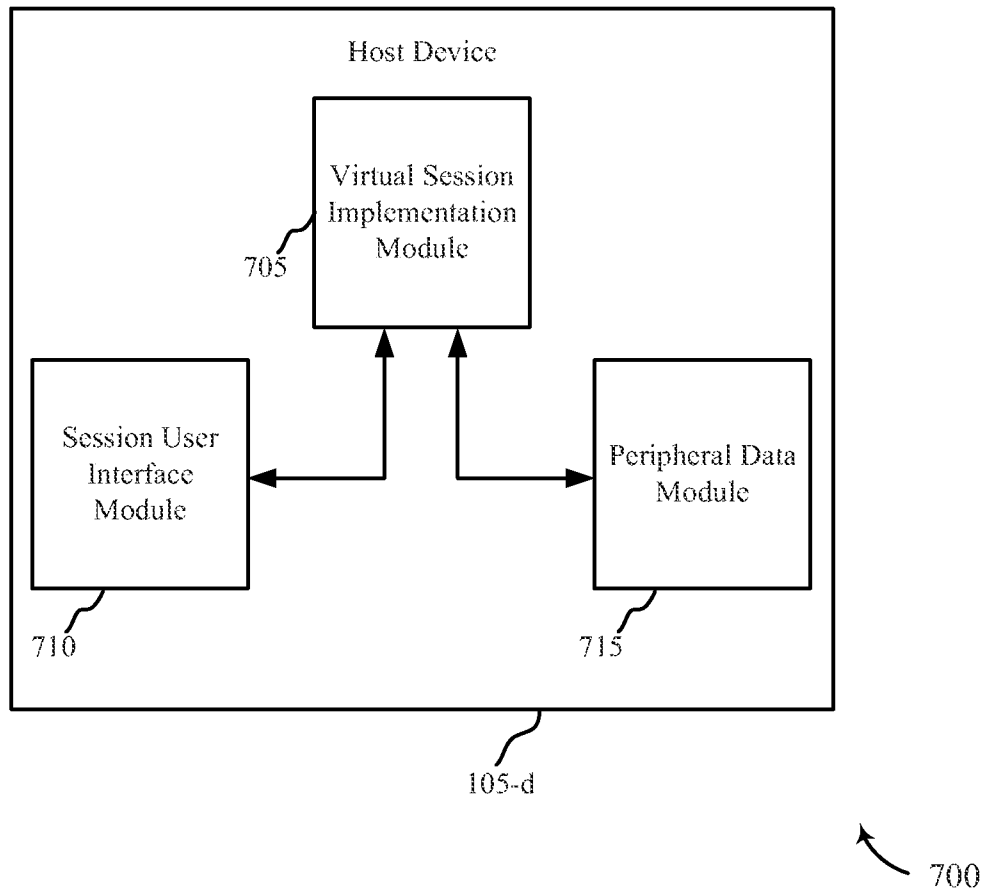 Host Device
Virtual Session
Implementation
Module
705
Session User
Interface
Module
Peripheral Data
Module
710
715
105-d
700